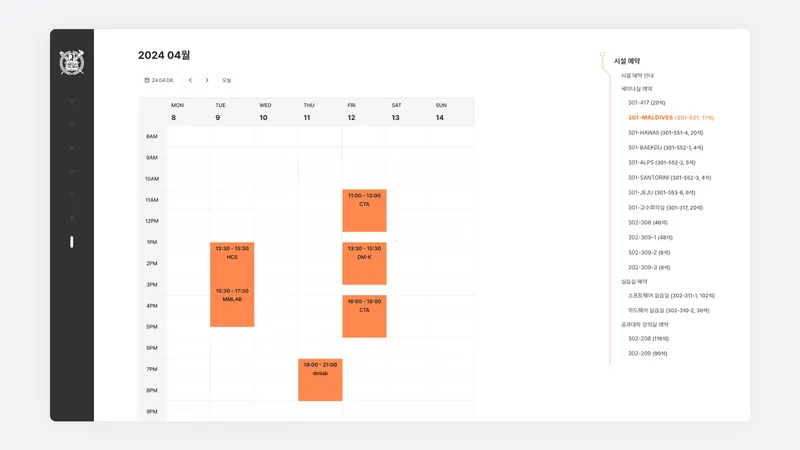 2024 04월
24.04.08.
오늘
MON TUE WED THU FRI SAT SUN
8 9 10 11 12 13 14
8AM
9AM
10AM
11AM
12PM
1PM
2PM
3PM
4PM
5PM
6PM
7PM
8PM
9PM
13:30 - 15:30
HCS
15:30 - 17:30
MMLAB
19:00 - 21:00
dmlab
11:00 - 13:00
CTA
13:30 - 15:30
DM-K
16:00 - 18:00
CTA
시설 예약
시설 예약 안내
세미나실 예약
301-417 (20석)
301-MALDIVES (301-521, 11석)
301-HAWAII (301-551-4, 20석)
301-BAEKDU (301-552-1, 4석)
301-ALPS (301-552-2, 5석)
301-SANTORINI (301-552-3, 4석)
301-JEJU (301-553-6, 6석)
301-교수회의실 (301-317, 20석)
302-308 (46석)
302-309-1 (48석)
302-309-2 (8석)
302-309-3 (6석)
실습실 예약
소프트웨어 실습실 (302-311-1, 102석)
하드웨어 실습실 (302-310-2, 30석)
공과대학 강의실 예약
302-208 (116석)
302-209 (90석)